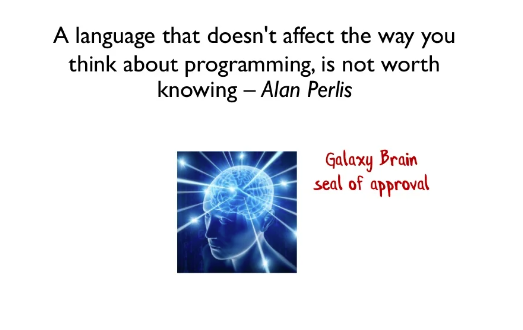 A language that doesn't affect the way you
think about programming, is not worth
knowing – Alan Perlis
Galaxy Brain
seal of approval